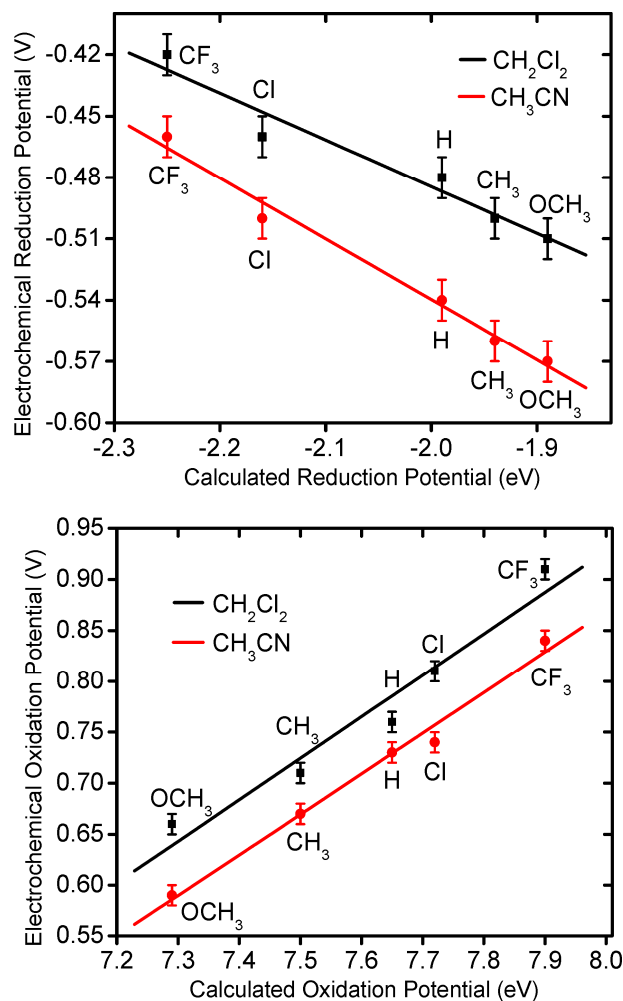 Electrochemical Reduction Potential (V)
-0.42
-0.45
-0.48
-0.51
-0.54
-0.57
-0.60
CH₂Cl₂
CH₃CN
CF₃
Cl
H
CH₃
OCH₃
CF₃
Cl
H
CH₃
OCH₃
-2.3 -2.2 -2.1 -2.0 -1.9
Calculated Reduction Potential (eV)
Electrochemical Oxidation Potential (V)
0.95
0.90
0.85
0.80
0.75
0.70
0.65
0.60
0.55
CH₂Cl₂
CH₃CN
OCH₃
CH₃
H
Cl
CF₃
OCH₃
CH₃
H
Cl
CF₃
7.2 7.3 7.4 7.5 7.6 7.7 7.8 7.9 8.0
Calculated Oxidation Potential (eV)